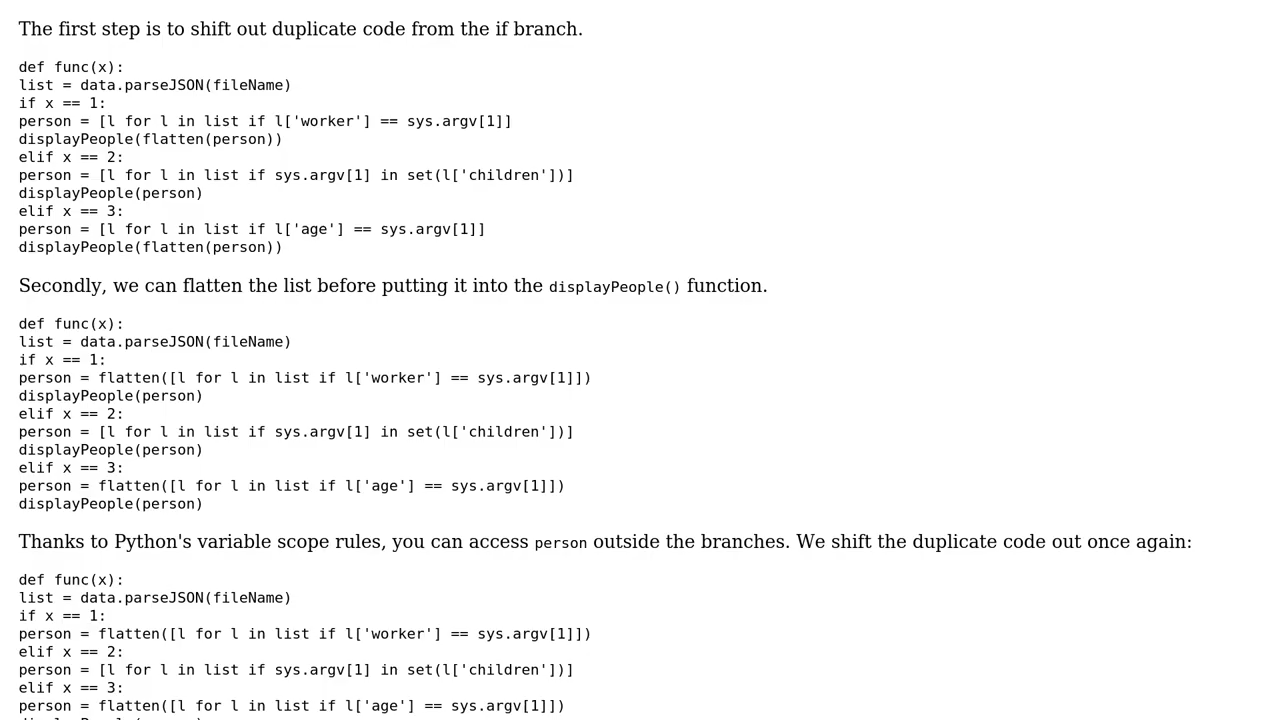 The first step is to shift out duplicate code from the if branch.
def func(x):
list = data.parseJSON(fileName)
if x == 1:
person = [l for l in list if l['worker'] == sys.argv[1]]
displayPeople(flatten(person))
elif x == 2:
person = [l for l in list if sys.argv[1] in set(l['children'])]
displayPeople(person)
elif x == 3:
person = [l for l in list if l['age'] == sys.argv[1]]
displayPeople(flatten(person))
Secondly, we can flatten the list before putting it into the displayPeople() function.
def func(x):
list = data.parseJSON(fileName)
if x == 1:
person = flatten([l for l in list if l['worker'] == sys.argv[1]])
displayPeople(person)
elif x == 2:
person = [l for l in list if sys.argv[1] in set(l['children'])]
displayPeople(person)
elif x == 3:
person = flatten([l for l in list if l['age'] == sys.argv[1]])
displayPeople(person)
Thanks to Python's variable scope rules, you can access person outside the branches. We shift the duplicate code out once again:
def func(x):
list = data.parseJSON(fileName)
if x == 1:
person = flatten([l for l in list if l['worker'] == sys.argv[1]])
elif x == 2:
person = [l for l in list if sys.argv[1] in set(l['children'])]
elif x == 3:
person = flatten([l for l in list if l['age'] == sys.argv[1]])